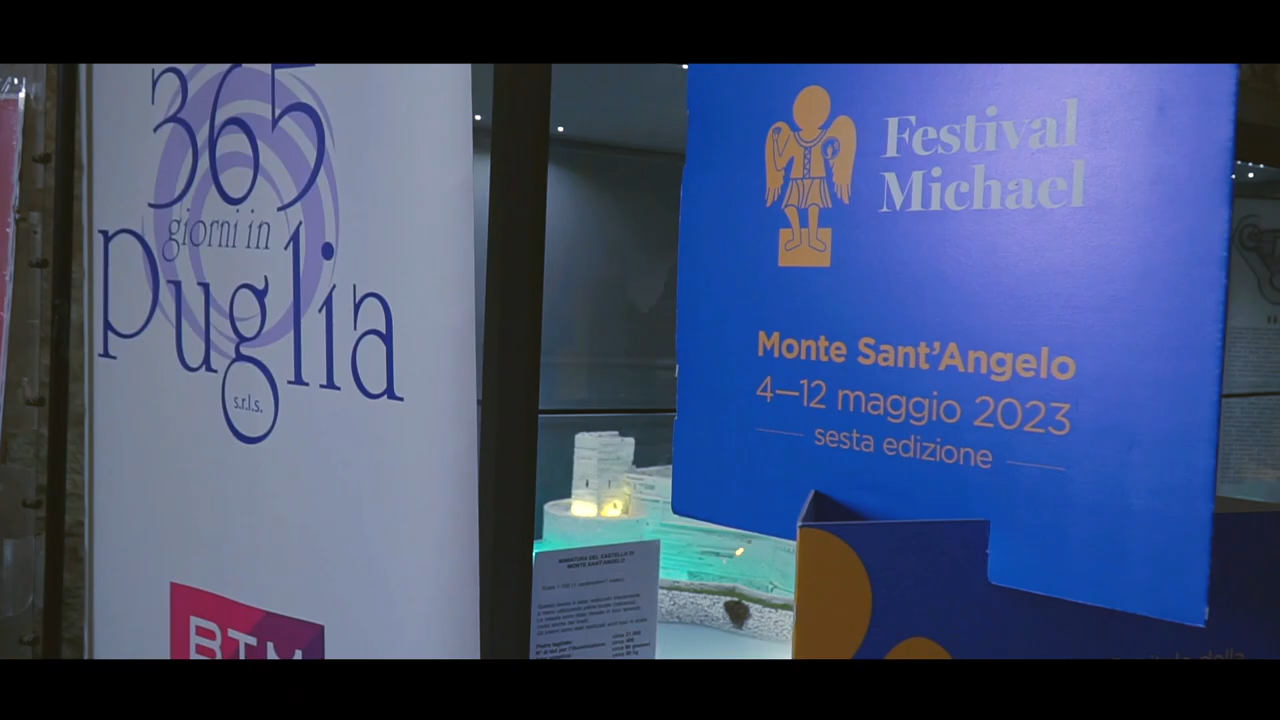 365
giorni in
Puglia
s.r.l.s.
BTM
Festival
Michael
Monte Sant'Angelo
4—12 maggio 2023
sesta edizione
MINIATURA DEL CASTELLO DI
MONTE SANT'ANGELO